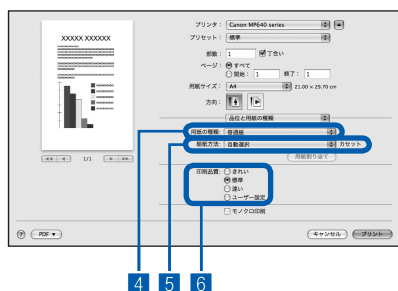 XXXXX XXXXXX
1/1
プリンタ： Canon MP640 series
プリセット： 標準
部数： 1 丁合い
ページ： すべて
開始： 1 終了： 1
用紙サイズ： A4 21.00 x 29.70 cm
方向：
品位と用紙の種類
用紙の種類： 普通紙
給紙方法： 自動選択 カセット
用紙割り当て
印刷品質： きれい
標準
速い
ユーザー設定
モノクロ印刷
? PDF▼ キャンセル プリント
4 5 6